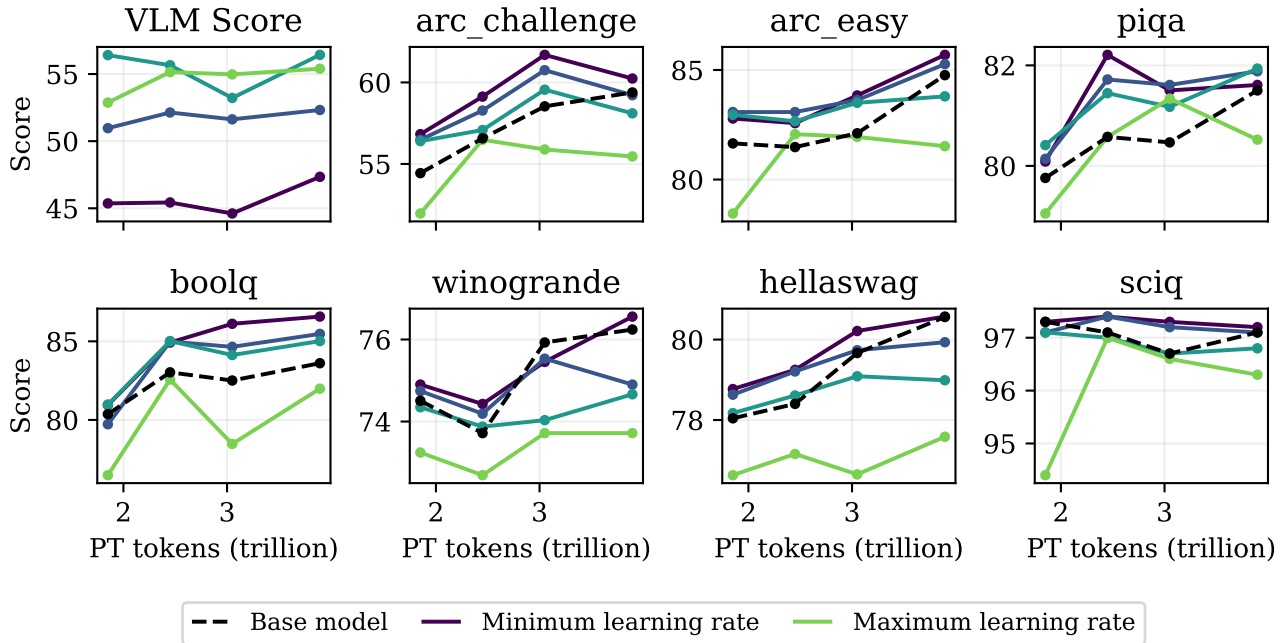 VLM Score
arc_challenge
arc_easy
piqa
Score
55
50
45
60
55
85
80
82
80
boolq
winogrande
hellaswag
sciq
Score
85
80
76
74
80
78
97
96
95
2
3
2
3
2
3
2
3
PT tokens (trillion)
PT tokens (trillion)
PT tokens (trillion)
PT tokens (trillion)
Base model
Minimum learning rate
Maximum learning rate